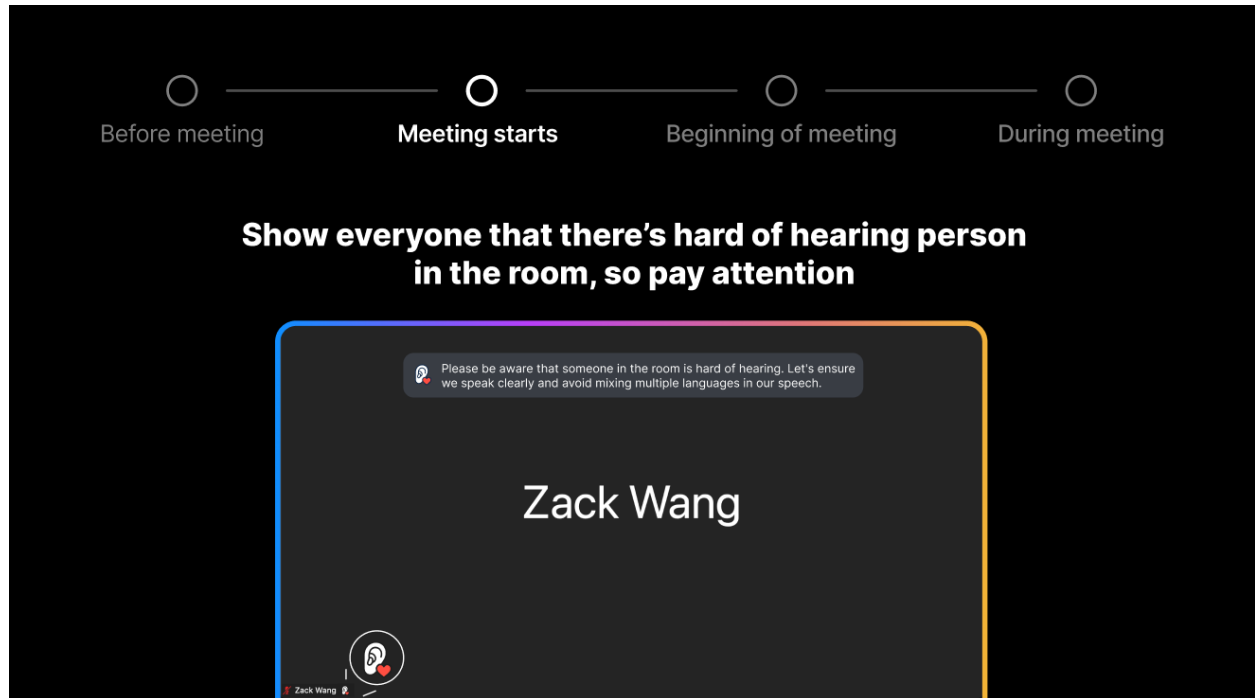 Before meeting
Meeting starts
Beginning of meeting
During meeting
Show everyone that there’s hard of hearing person
in the room, so pay attention
Please be aware that someone in the room is hard of hearing. Let's ensure
we speak clearly and avoid mixing multiple languages in our speech.
Zack Wang
Zack Wang